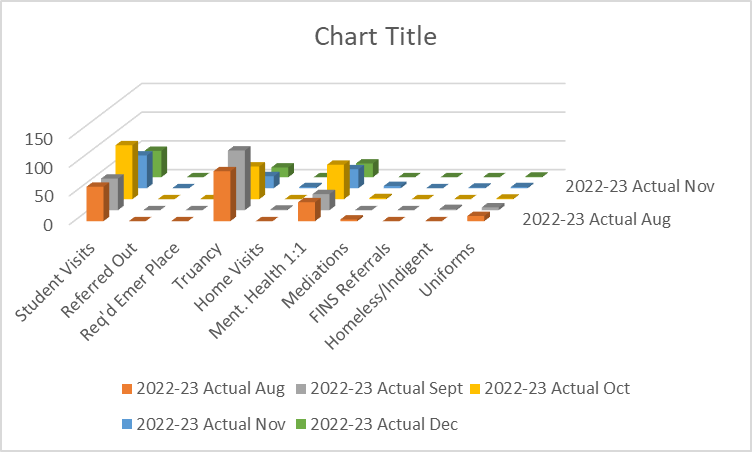 Chart Title
150
100
50
0
2022-23 Actual Nov
2022-23 Actual Aug
Student Visits
Referred Out
Req'd Emer Place
Truancy
Home Visits
Ment. Health 1:1
Mediations
FINS Referrals
Homeless/Indigent
Uniforms
2022-23 Actual Aug
2022-23 Actual Sept
2022-23 Actual Oct
2022-23 Actual Nov
2022-23 Actual Dec